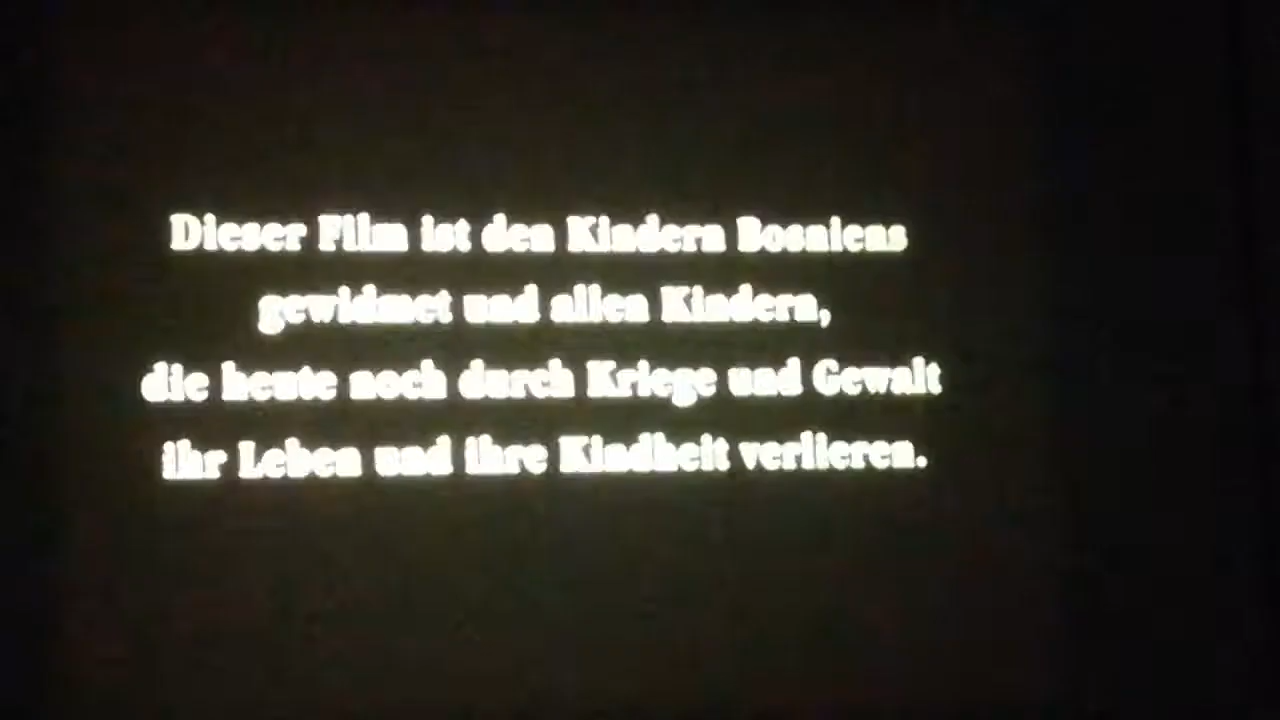 Dieser Film ist den Kindern Bosniens
gewidmet und allen Kindern,
die heute noch durch Kriege und Gewalt
ihr Leben und ihre Kindheit verlieren.